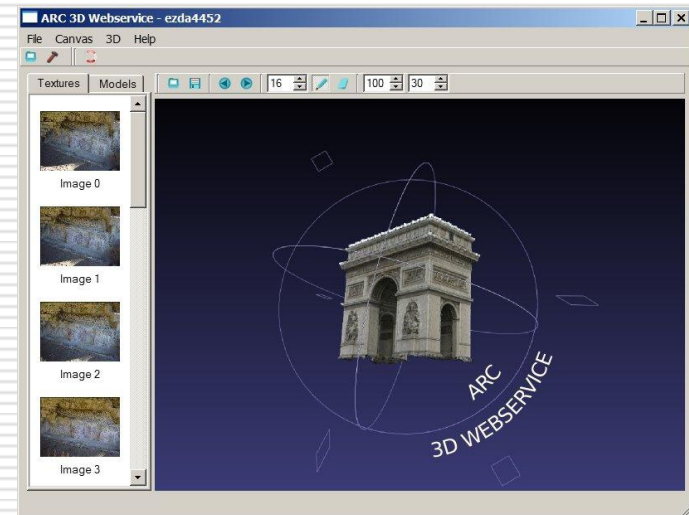 ARC 3D Webservice - ezda4452
File Canvas 3D Help
Textures Models
16 100 30
Image 0
Image 1
Image 2
Image 3
ARC
3D WEBSERVICE